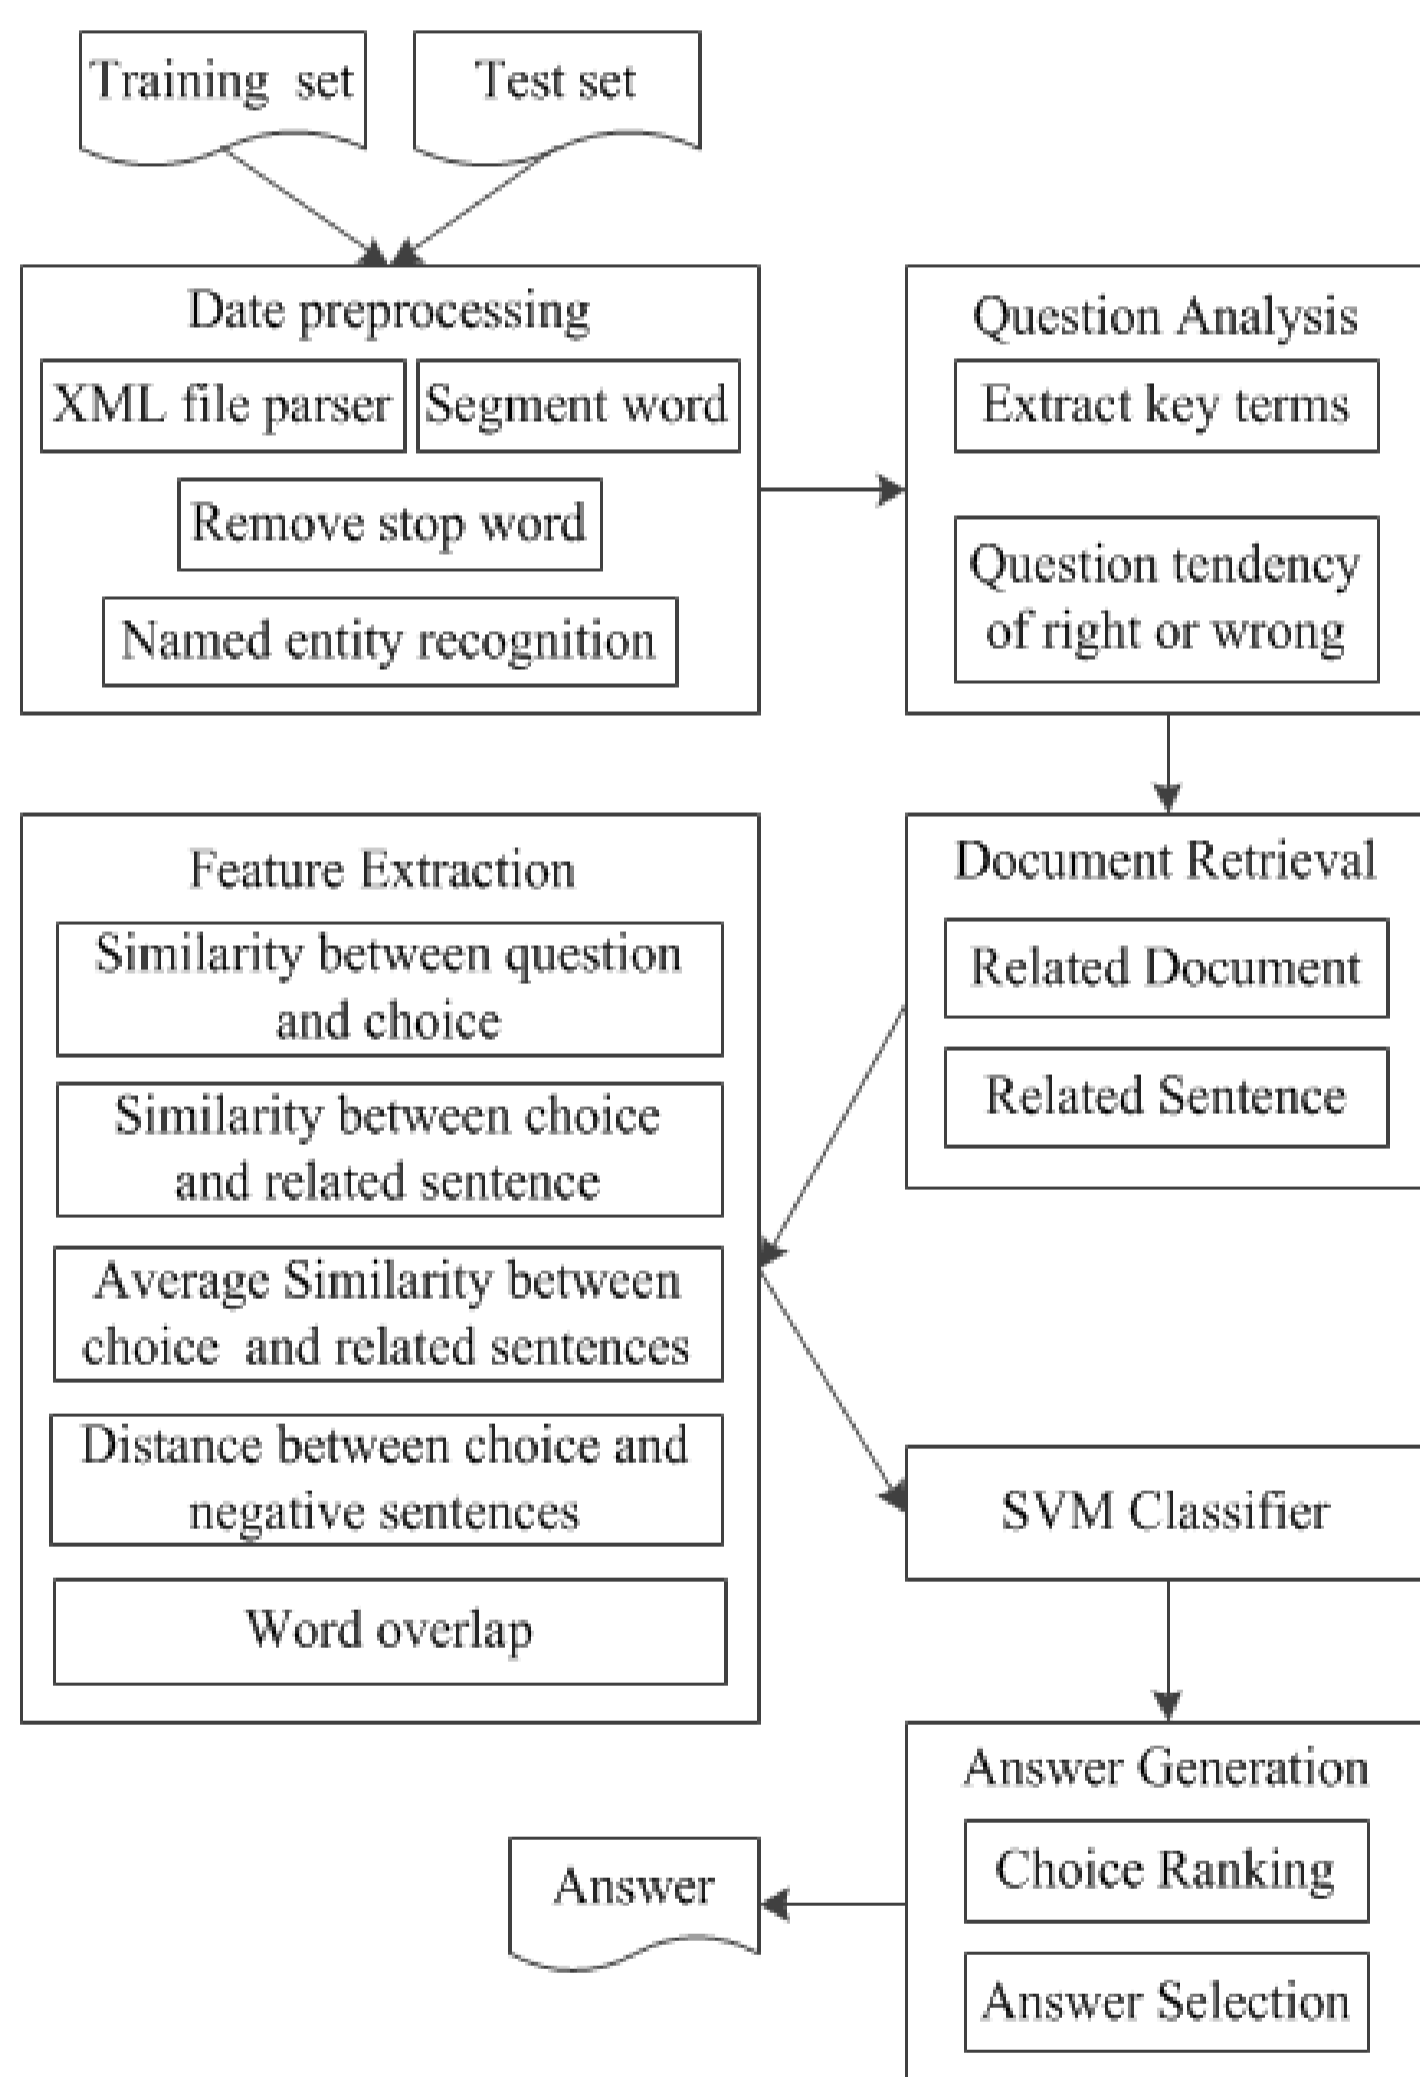 Training set
Test set
Date preprocessing
XML file parser
Segment word
Remove stop word
Named entity recognition
Question Analysis
Extract key terms
Question tendency
of right or wrong
Document Retrieval
Related Document
Related Sentence
Feature Extraction
Similarity between question
and choice
Similarity between choice
and related sentence
Average Similarity between
choice and related sentences
Distance between choice and
negative sentences
Word overlap
SVM Classifier
Answer Generation
Choice Ranking
Answer Selection
Answer